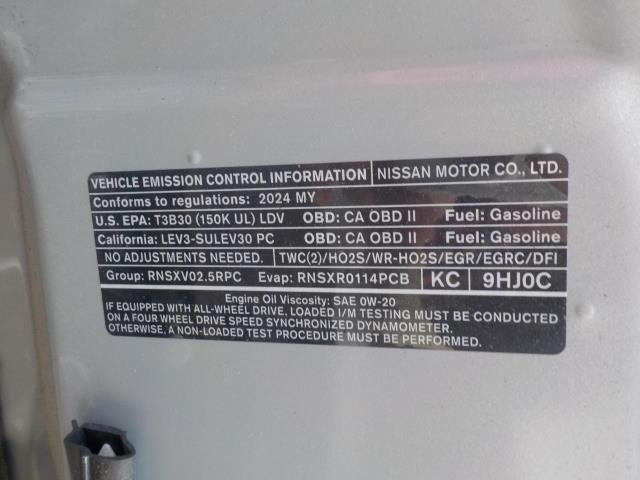 VEHICLE EMISSION CONTROL INFORMATION NISSAN MOTOR CO., LTD.
Conforms to regulations: 2024 MY
U.S. EPA: T3B30 (150K UL) LDV OBD: CA OBD II Fuel: Gasoline
California: LEV3-SULEV30 PC OBD: CA OBD II Fuel: Gasoline
NO ADJUSTMENTS NEEDED. TWC(2)/HO2S/WR-HO2S/EGR/EGRC/DFI
Group: RNSXV02.5RPC Evap: RNSXR0114PCB KC 9HJ0C
Engine Oil Viscosity: SAE 0W-20
IF EQUIPPED WITH ALL-WHEEL DRIVE, LOADED I/M TESTING MUST BE CONDUCTED
ON A FOUR WHEEL DRIVE SPEED SYNCHRONIZED DYNAMOMETER.
OTHERWISE, A NON-LOADED TEST PROCEDURE MUST BE PERFORMED.